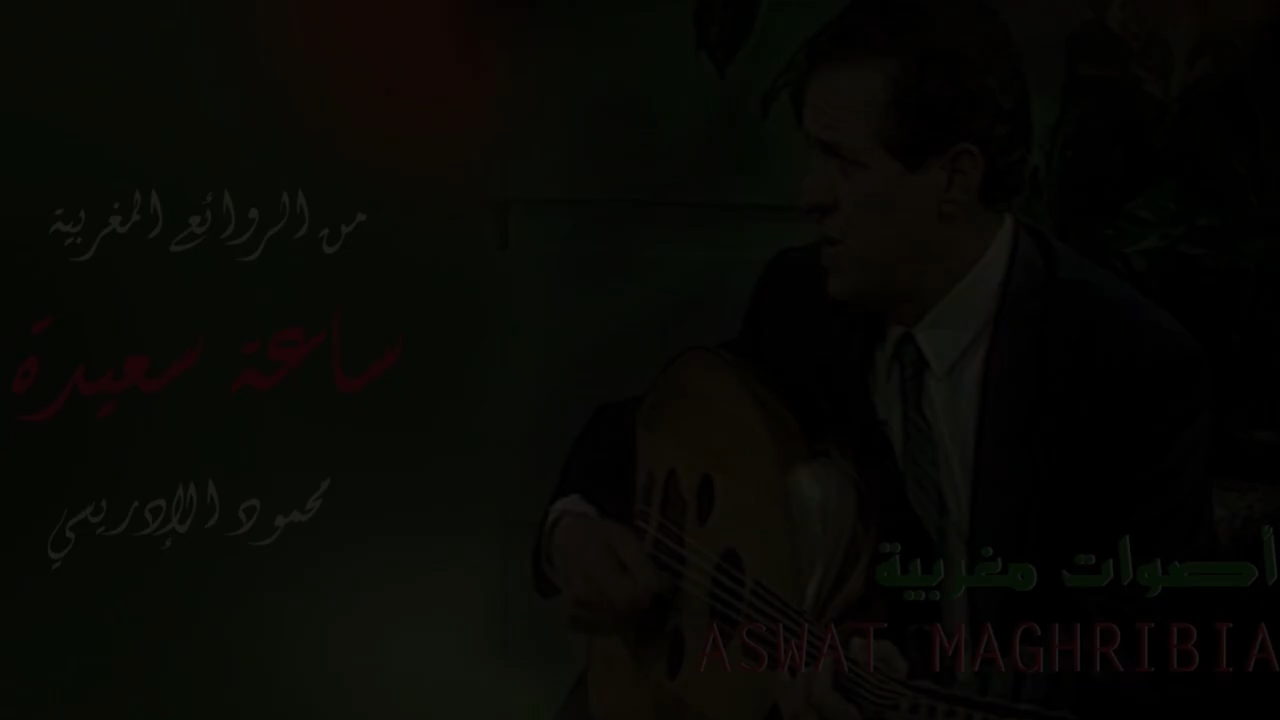 من الروائع المغربية
ساعة سعيدة
محمود الإدريسي
أصوات مغربية
ASWAT MAGHRIBIA